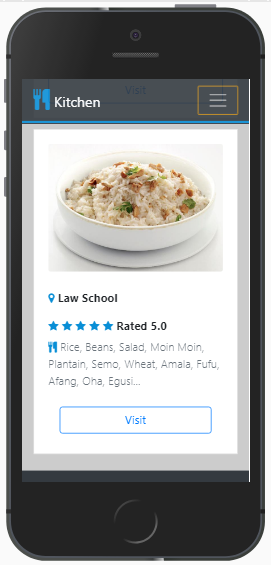 Visit
Kitchen
Law School
Rated 5.0
Rice, Beans, Salad, Moin Moin,
Plantain, Semo, Wheat, Amala, Fufu,
Afang, Oha, Egusi...
Visit